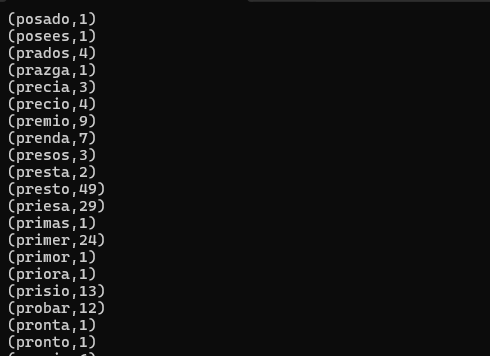 (posado,1)
(posees,1)
(prados,4)
(prazga,1)
(precia,3)
(precio,4)
(premio,9)
(prenda,7)
(presos,3)
(presta,2)
(presto,49)
(priesa,29)
(primas,1)
(primer,24)
(primor,1)
(priora,1)
(prisio,13)
(probar,12)
(pronta,1)
(pronto,1)